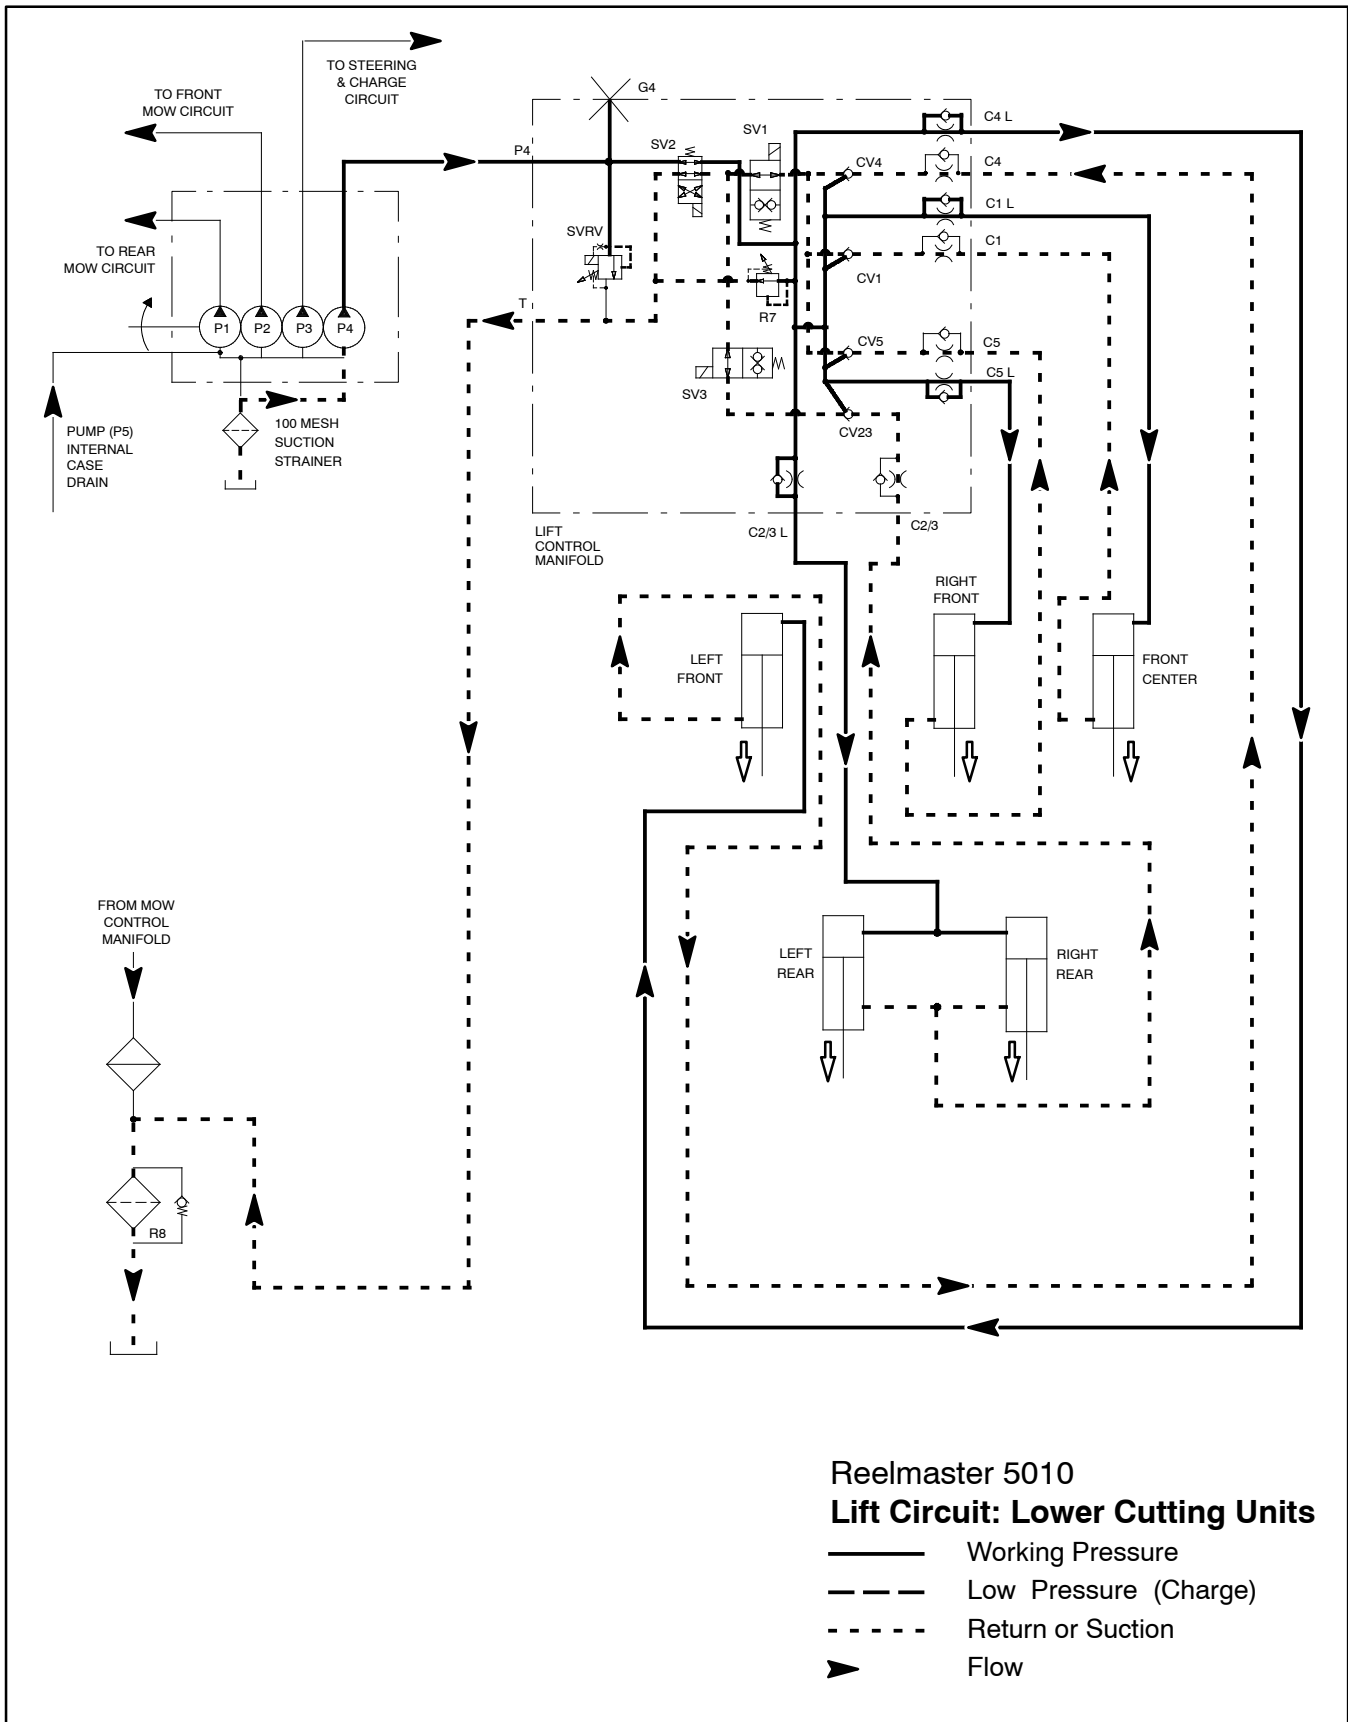 TO STEERING
& CHARGE
CIRCUIT
TO FRONT
MOW CIRCUIT
TO REAR
MOW CIRCUIT
P1
P2
P3
P4
PUMP (P5)
INTERNAL
CASE
DRAIN
100 MESH
SUCTION
STRAINER
G4
P4
SV2
SV1
SVRV
T
R7
SV3
CV4
CV1
CV5
CV23
C4 L
C4
C1 L
C1
C5
C5 L
C2/3 L
C2/3
LIFT
CONTROL
MANIFOLD
LEFT
FRONT
RIGHT
FRONT
FRONT
CENTER
LEFT
REAR
RIGHT
REAR
FROM MOW
CONTROL
MANIFOLD
R8
Reelmaster 5010
Lift Circuit: Lower Cutting Units
Working Pressure
Low Pressure (Charge)
Return or Suction
Flow